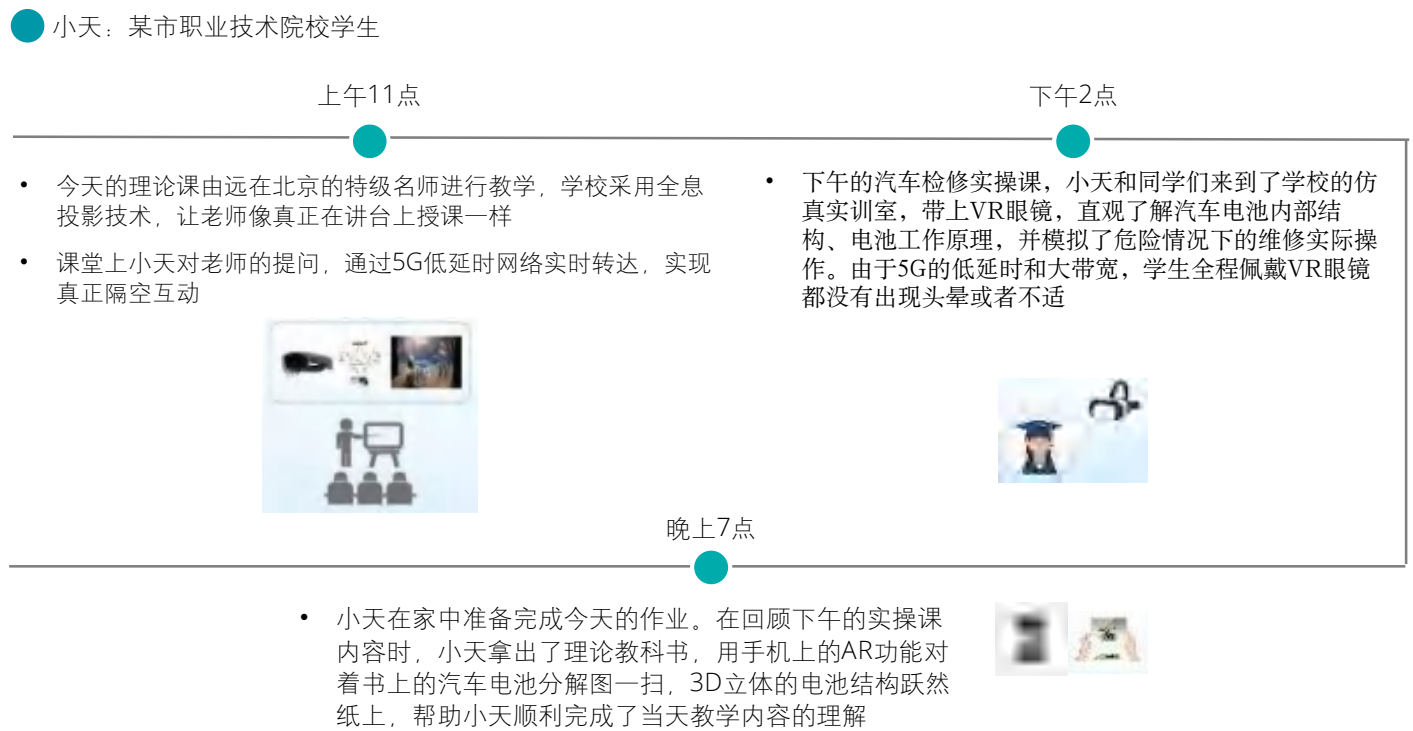 小天：某市职业技术院校学生
上午11点
下午2点
• 今天的理论课由远在北京的特级名师进行教学，学校采用全息
投影技术，让老师像真正在讲台上授课一样
• 课堂上小天对老师的提问，通过5G低延时网络实时转达，实现
真正隔空互动
• 下午的汽车检修实操课，小天和同学们来到了学校的仿
真实训室，带上VR眼镜，直观了解汽车电池内部结
构、电池工作原理，并模拟了危险情况下的维修实际操
作。由于5G的低延时和大带宽，学生全程佩戴VR眼镜
都没有出现头晕或者不适
晚上7点
• 小天在家中准备完成今天的作业。在回顾下午的实操课
内容时，小天拿出了理论教科书，用手机上的AR功能对
着书上的汽车电池分解图一扫，3D立体的电池结构跃然
纸上，帮助小天顺利完成了当天教学内容的理解